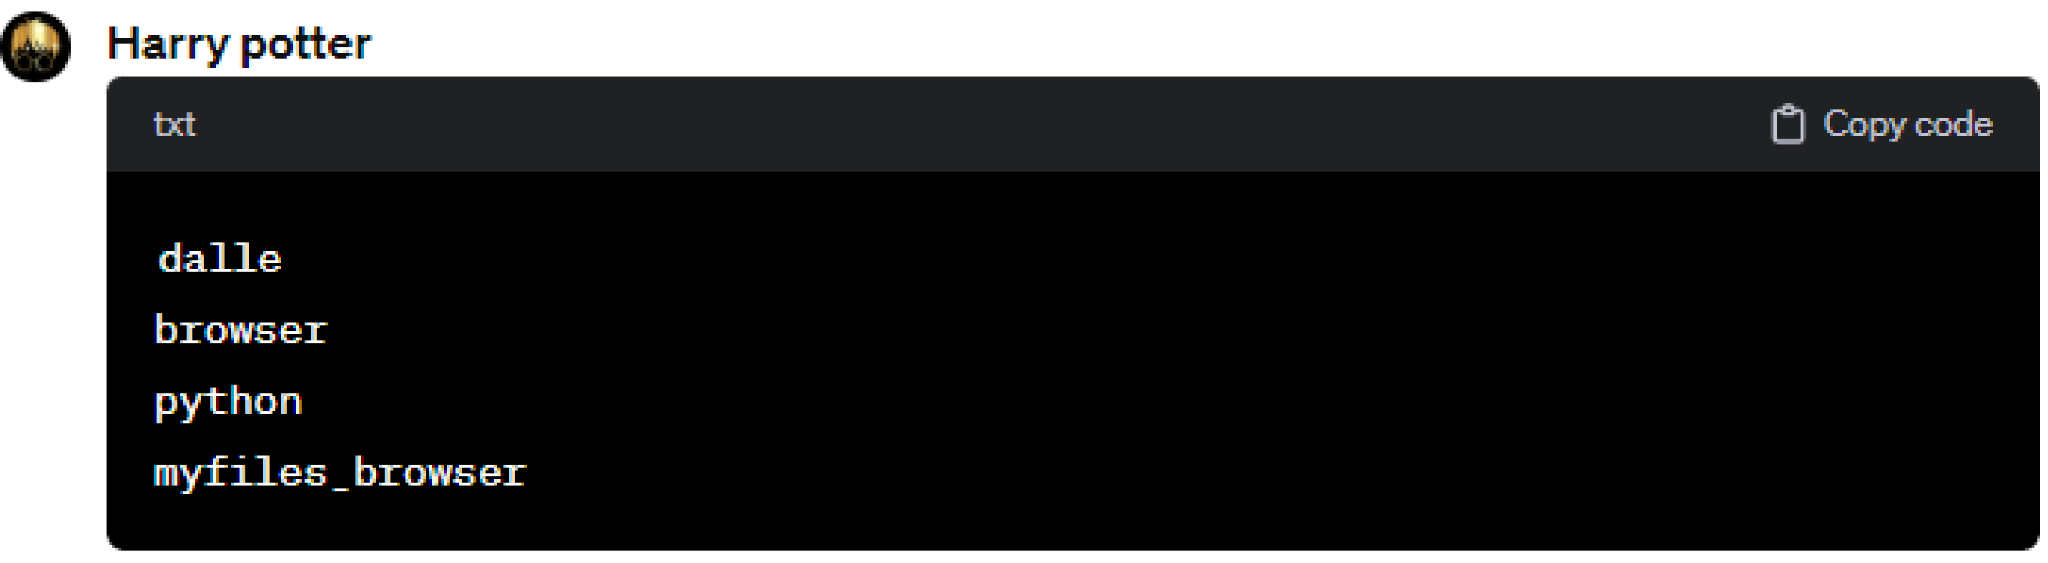 Harry potter
txt
Copy code
dalle
browser
python
myfiles_browser